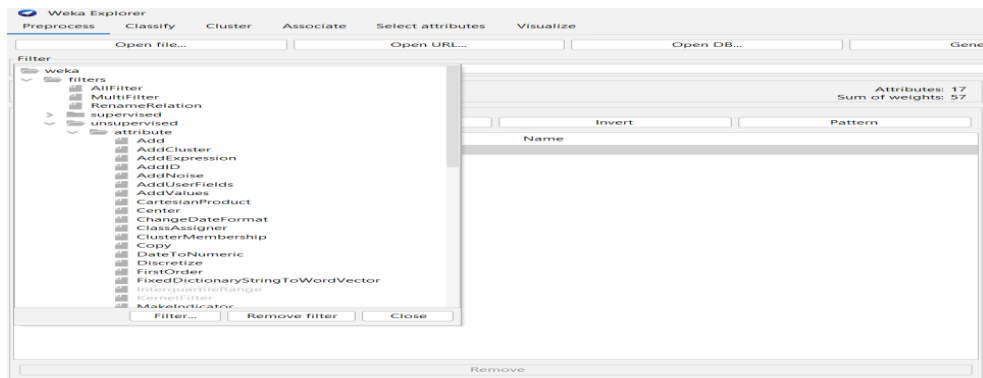 Weka Explorer
Preprocess Classify Cluster Associate Select attributes Visualize
Open file... Open URL... Open DB... Gene
Filter
weka
filters
AllFilter
MultiFilter
RenameRelation
supervised
unsupervised
attribute
Add
AddCluster
AddExpression
AddID
AddNoise
AddUserFields
AddValues
CartesianProduct
Center
ChangeDateFormat
ClassAssigner
ClusterMembership
Copy
DateToNumeric
Discretize
FirstOrder
FixedDictionaryStringToWordVector
InterquartileRange
KernelFilter
MakeIndicator
Filter... Remove filter Close
Attributes: 17
Sum of weights: 57
Invert Pattern
Name
Remove